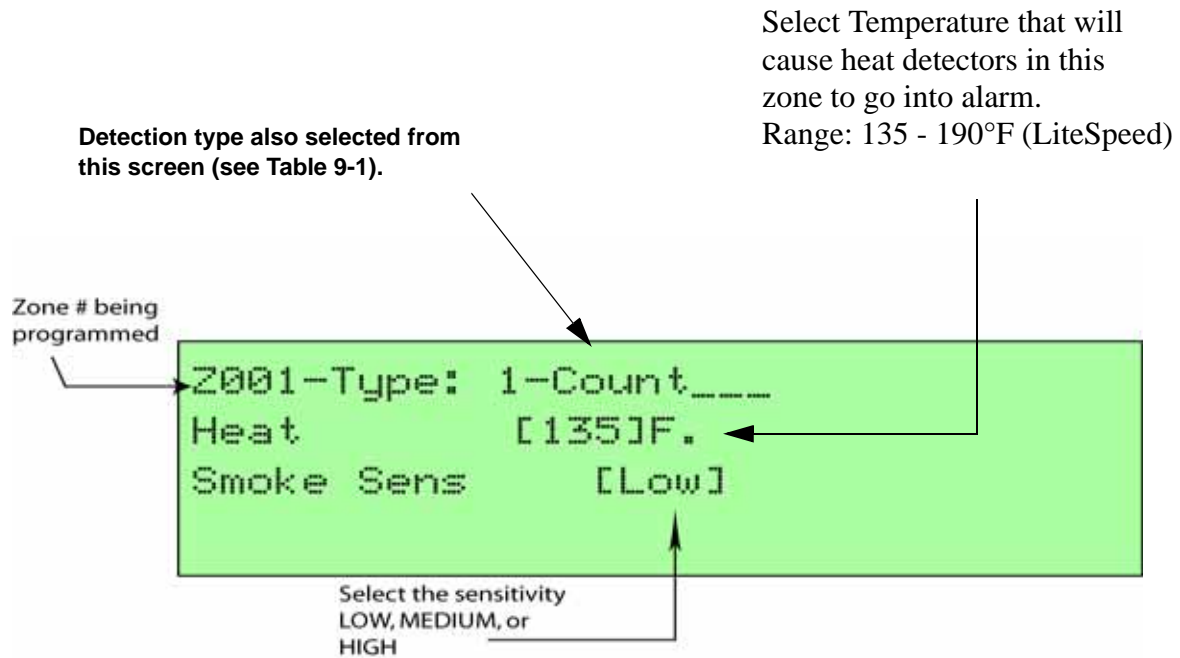 Select Temperature that will
cause heat detectors in this
zone to go into alarm.
Range: 135 - 190°F (LiteSpeed)
Detection type also selected from
this screen (see Table 9-1).
Zone # being
programmed
Z001-Type: 1-Count___
Heat [135]F.
Smoke Sens [Low]
Select the sensitivity
LOW, MEDIUM, or
HIGH